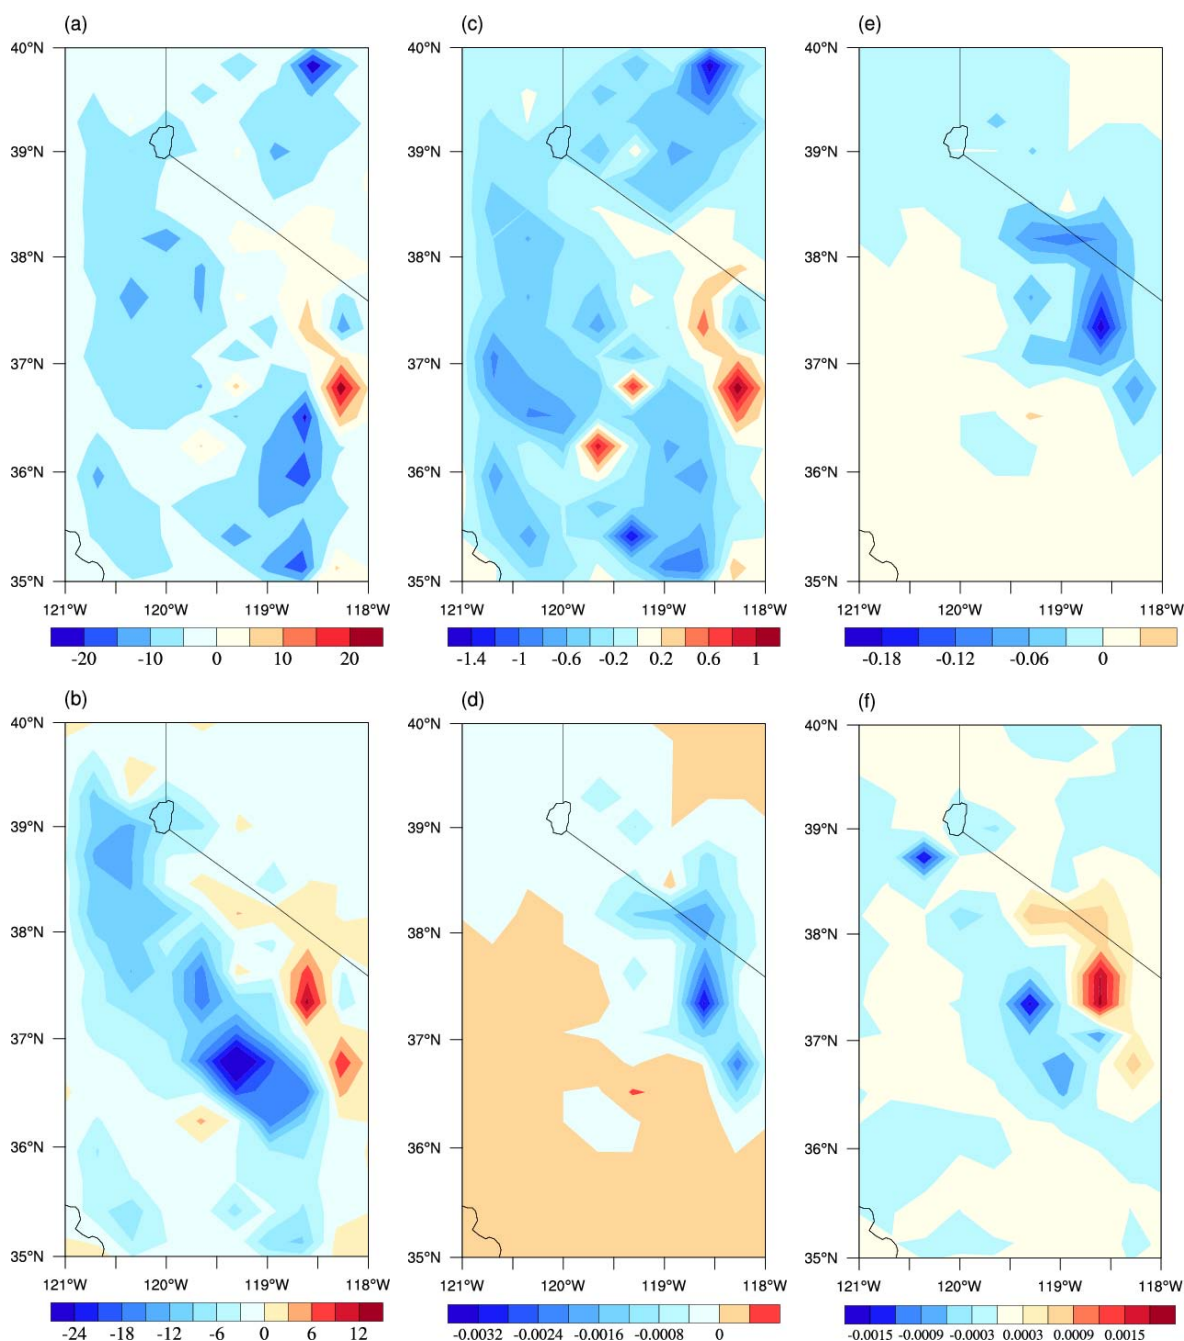 (a) (c) (e)
40°N 40°N 40°N
39°N 39°N 39°N
38°N 38°N 38°N
37°N 37°N 37°N
36°N 36°N 36°N
35°N 35°N 35°N
121°W 120°W 119°W 118°W 121°W 120°W 119°W 118°W 121°W 120°W 119°W 118°W
-20 -10 0 10 20 -1.4 -1 -0.6 -0.2 0.2 0.6 1 -0.18 -0.12 -0.06 0
(b) (d) (f)
40°N 40°N 40°N
39°N 39°N 39°N
38°N 38°N 38°N
37°N 37°N 37°N
36°N 36°N 36°N
35°N 35°N 35°N
121°W 120°W 119°W 118°W 121°W 120°W 119°W 118°W 121°W 120°W 119°W 118°W
-24 -18 -12 -6 0 6 12 -0.0032 -0.0024 -0.0016 -0.0008 0 -0.0015 -0.0009 -0.0003 0.0003 0.0009 0.0015